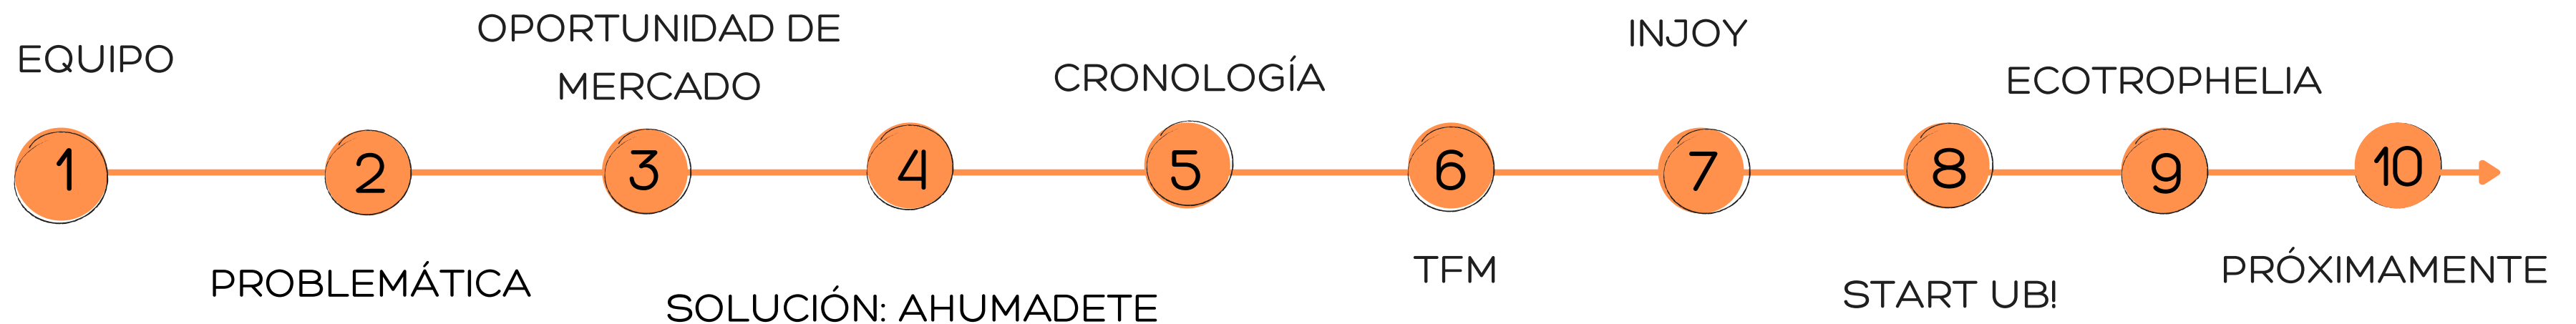 EQUIPO
OPORTUNIDAD DE
MERCADO
CRONOLOGÍA
INJOY
ECOTROPHELIA
1 2 3 4 5 6 7 8 9 10
PROBLEMÁTICA
SOLUCIÓN: AHUMADETE
TFM
START UB!
PRÓXIMAMENTE